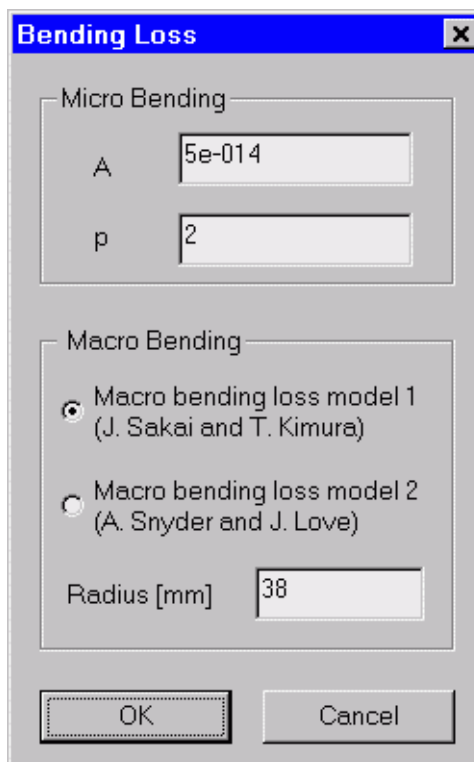 Bending Loss
Micro Bending
A
5e-014
p
2
Macro Bending
Macro bending loss model 1
(J. Sakai and T. Kimura)
Macro bending loss model 2
(A. Snyder and J. Love)
Radius [mm]
38
OK
Cancel